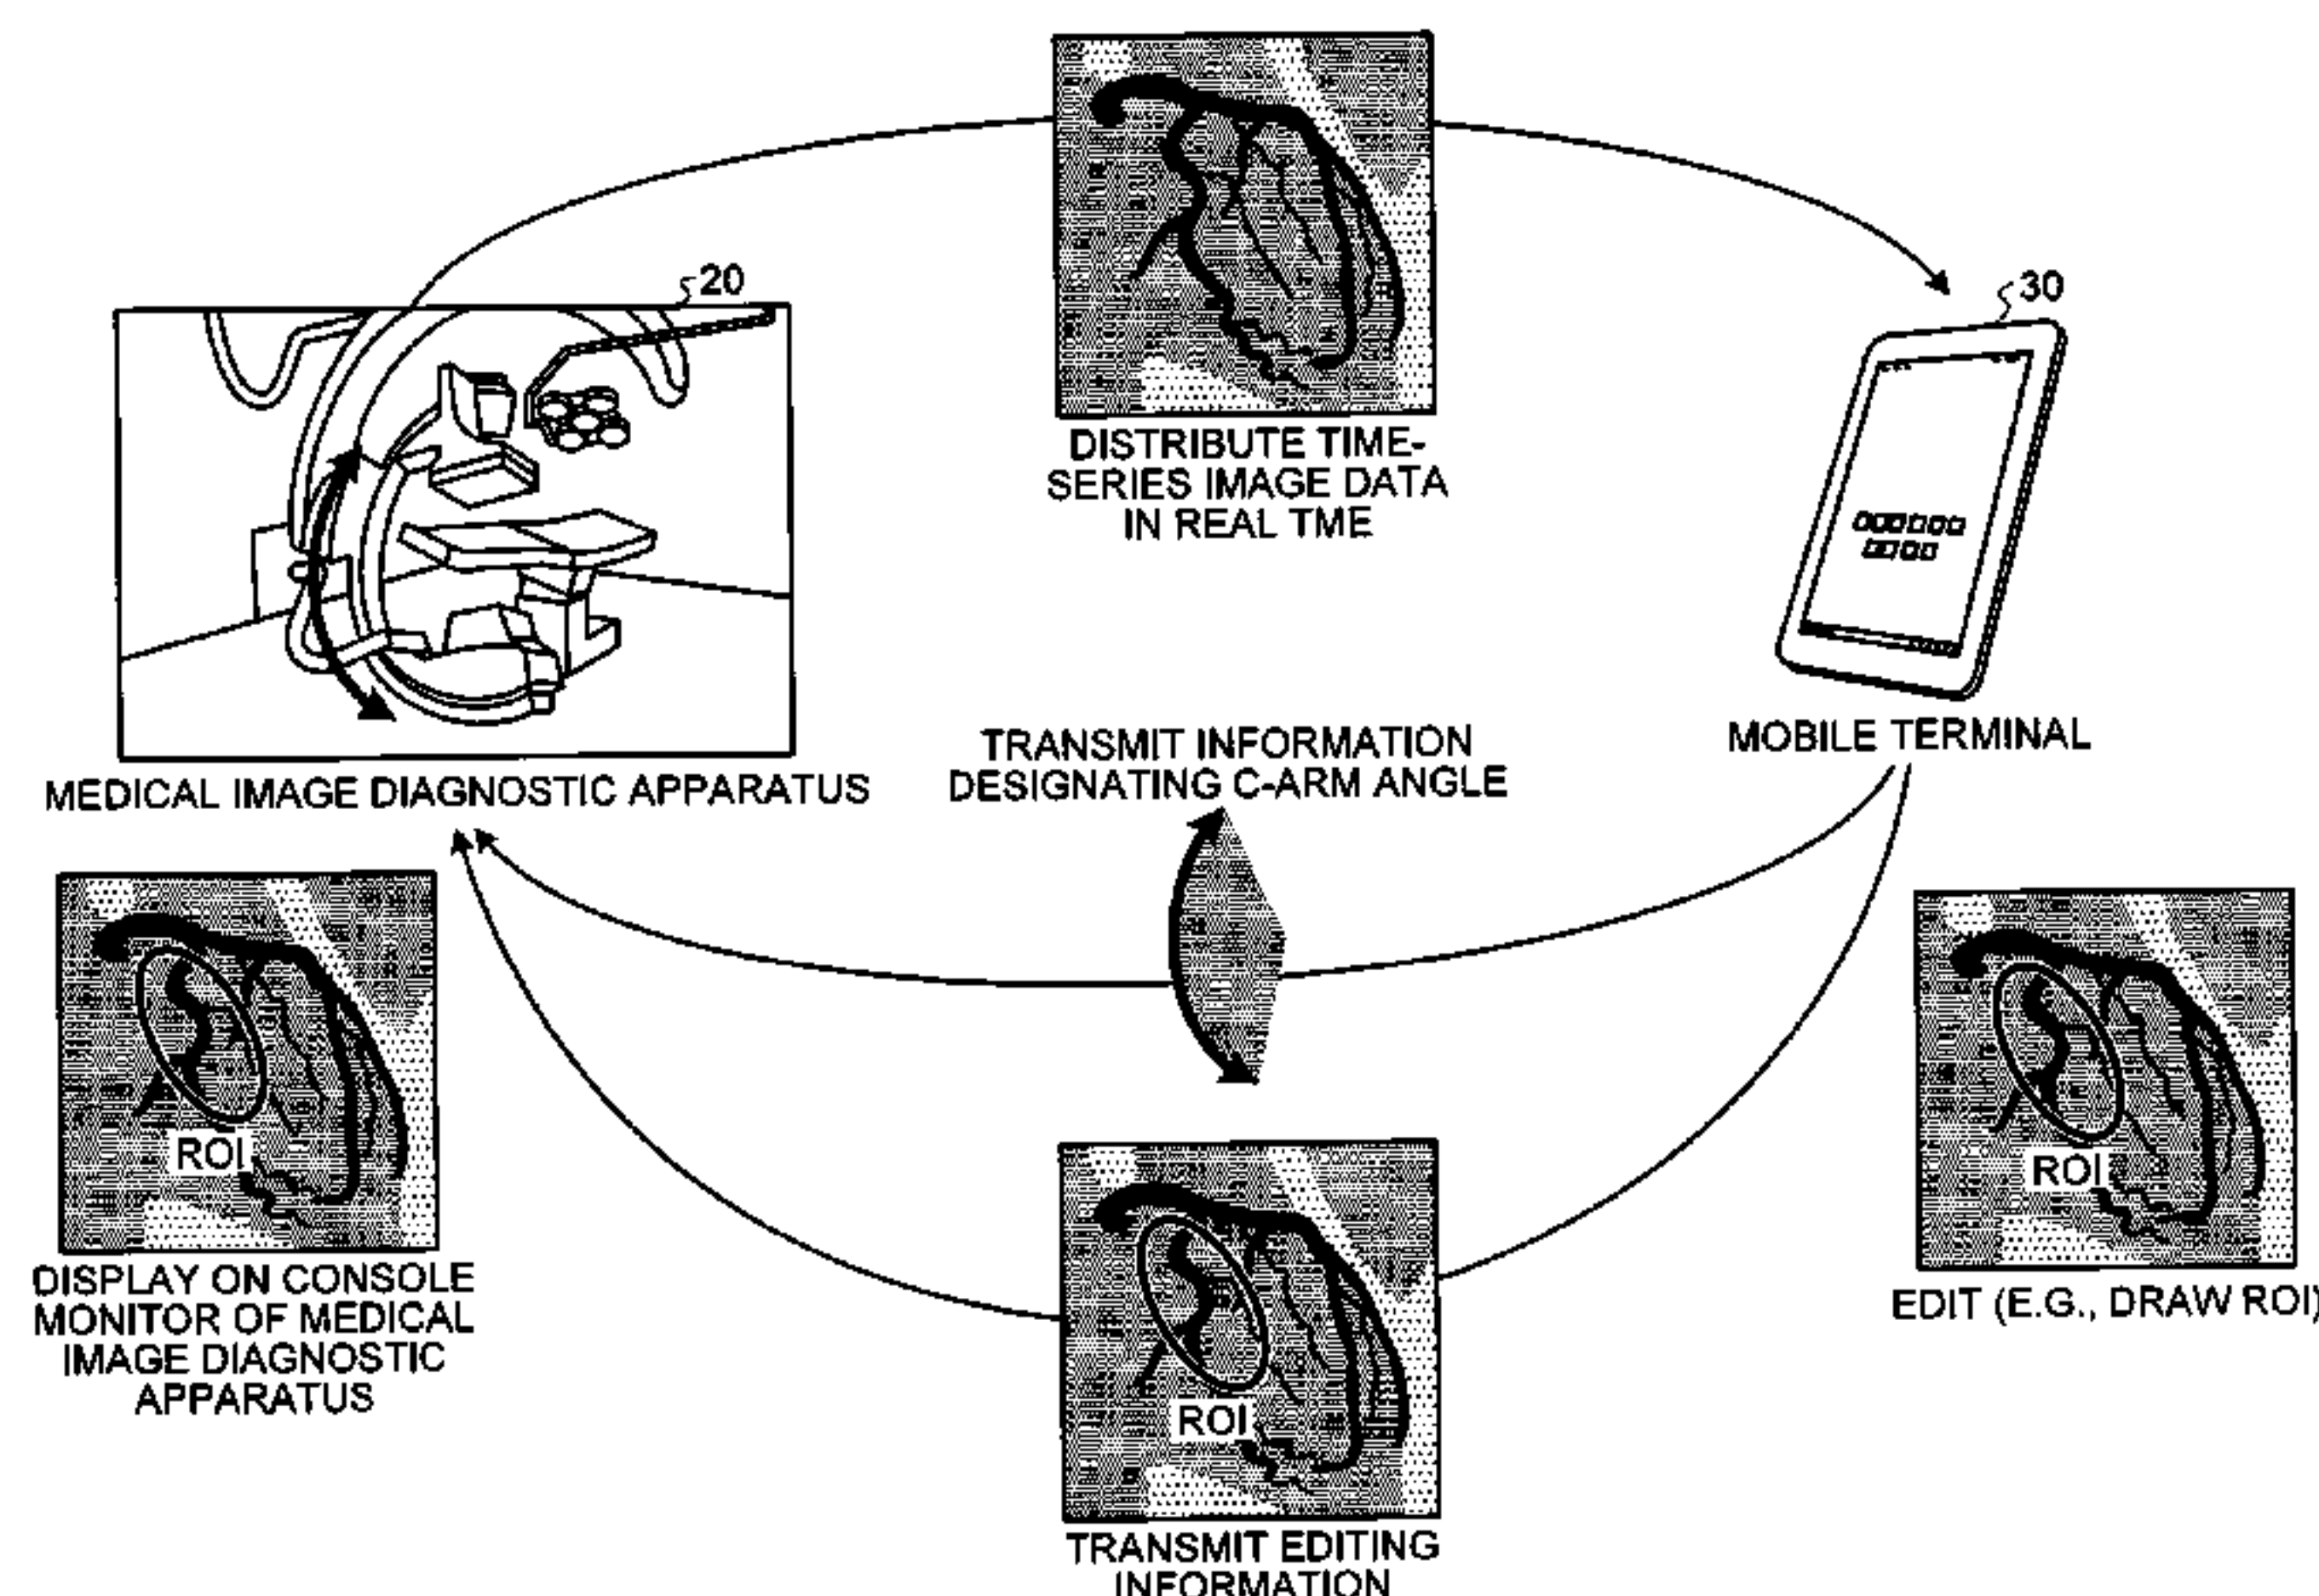 20
30
DISTRIBUTE TIME-
SERIES IMAGE DATA
IN REAL TME
MEDICAL IMAGE DIAGNOSTIC APPARATUS
TRANSMIT INFORMATION
DESIGNATING C-ARM ANGLE
MOBILE TERMINAL
ROI
DISPLAY ON CONSOLE
MONITOR OF MEDICAL
IMAGE DIAGNOSTIC
APPARATUS
ROI
TRANSMIT EDITING
INFORMATION
ROI
EDIT (E.G., DRAW ROI)